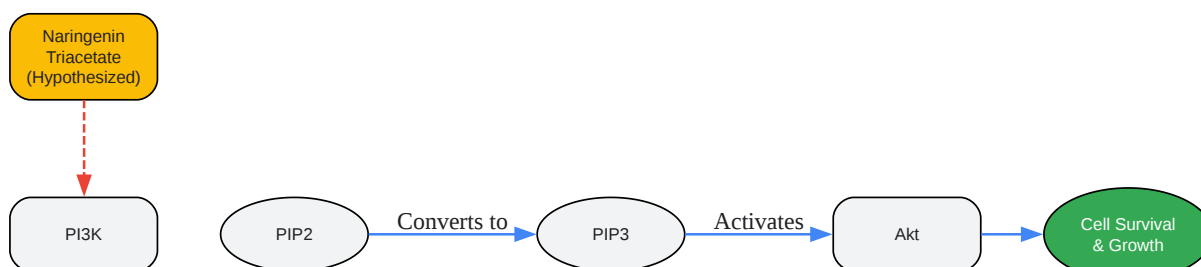 Naringenin
Triacetate
(Hypothesized)
PI3K
PIP2
Converts to
PIP3
Activates
Akt
Cell Survival
& Growth